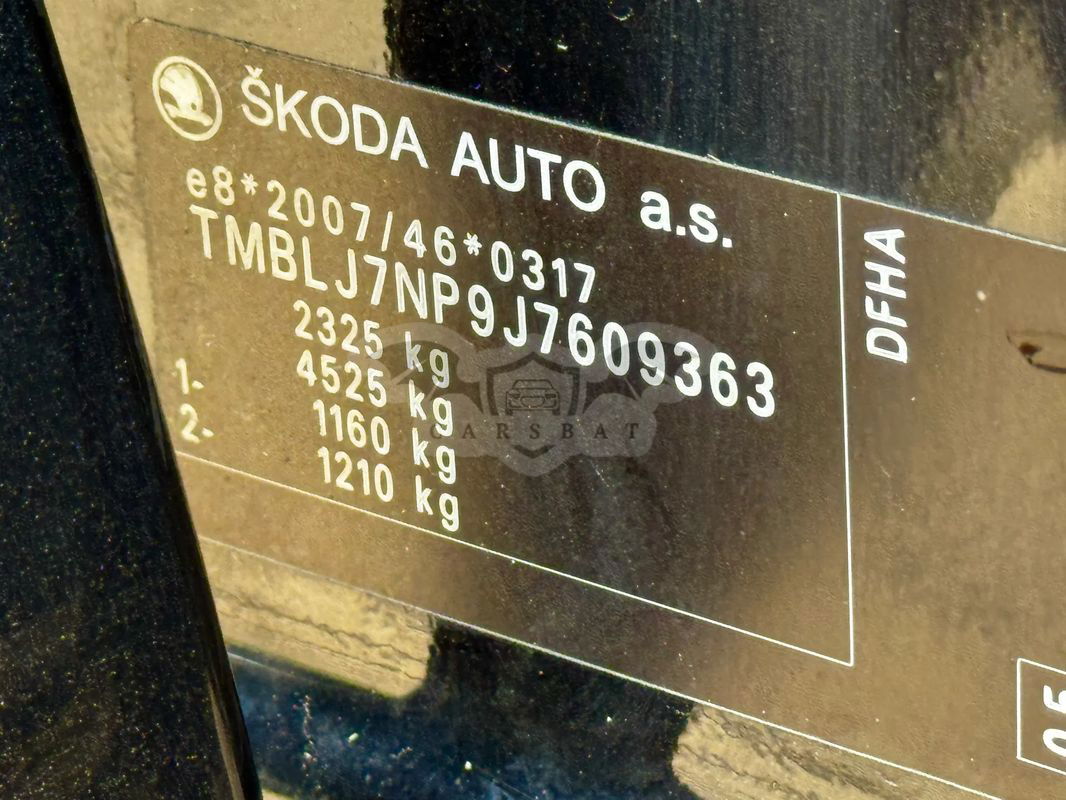 ŠKODA AUTO a.s.
e8*2007/46*0317
TMBLJ7NP9J7609363
2325 kg
4525 kg
1- 1160 kg
2- 1210 kg
DFHA
CARSBAT